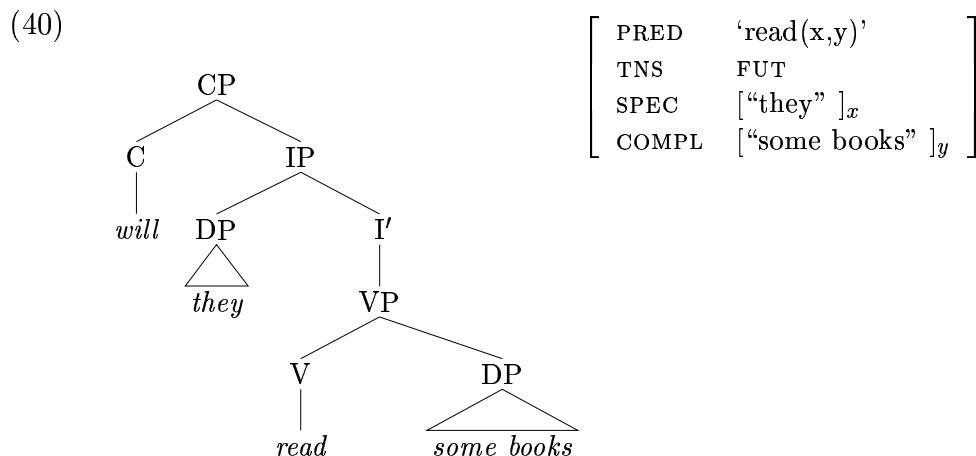 (40)
PRED ‘read(x,y)’
TNS FUT
SPEC [“they” ]x
COMPL [“some books” ]y
CP
C IP
will DP I′
they
VP
V DP
read some books